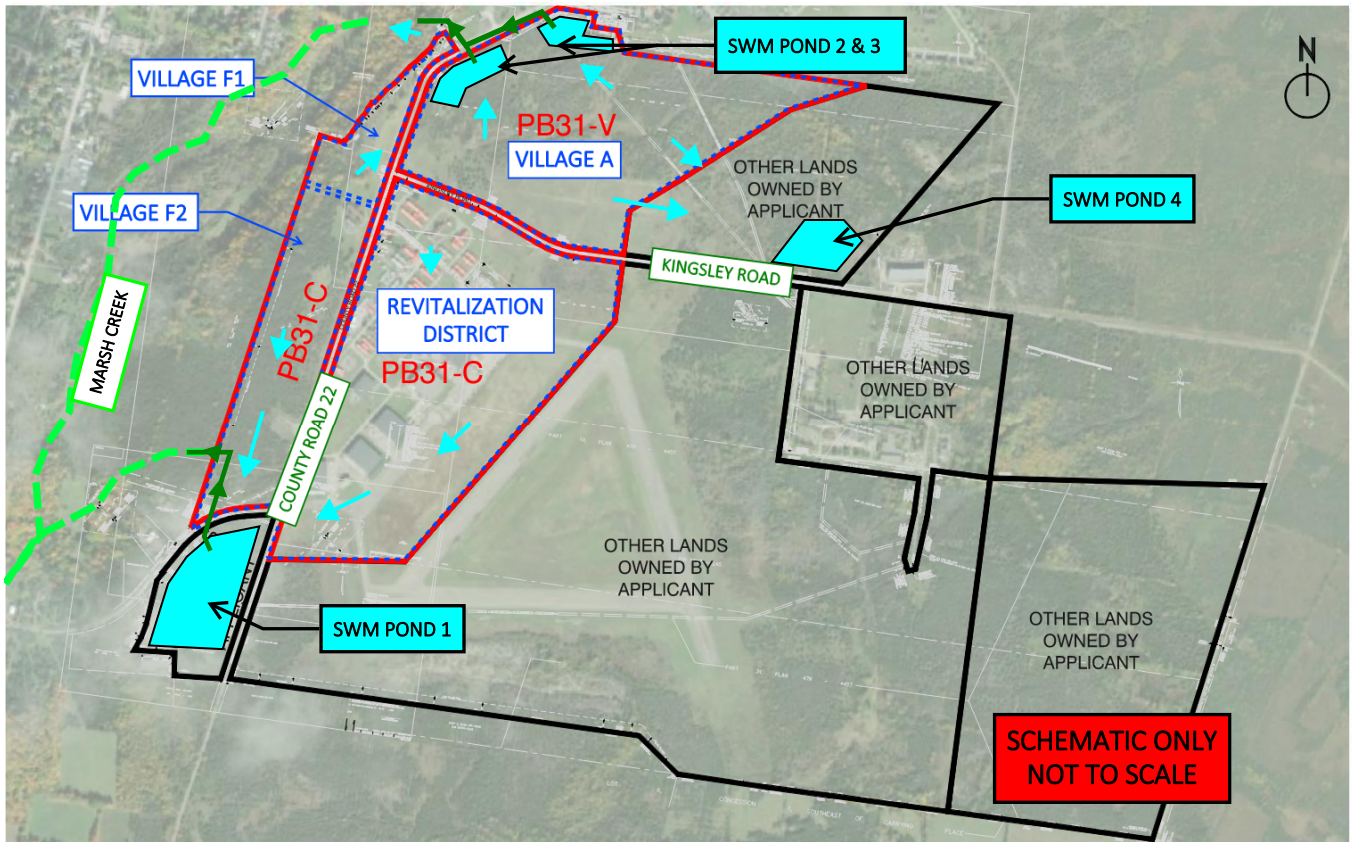 SWM POND 2 & 3
N
VILLAGE F1
PB31-V
VILLAGE A
OTHER LANDS
OWNED BY
APPLICANT
SWM POND 4
VILLAGE F2
KINGSLEY ROAD
REVITALIZATION
DISTRICT
PB31-C
PB31-C
MARSH CREEK
COUNTY ROAD 22
OTHER LANDS
OWNED BY
APPLICANT
OTHER LANDS
OWNED BY
APPLICANT
OTHER LANDS
OWNED BY
APPLICANT
SWM POND 1
SCHEMATIC ONLY
NOT TO SCALE